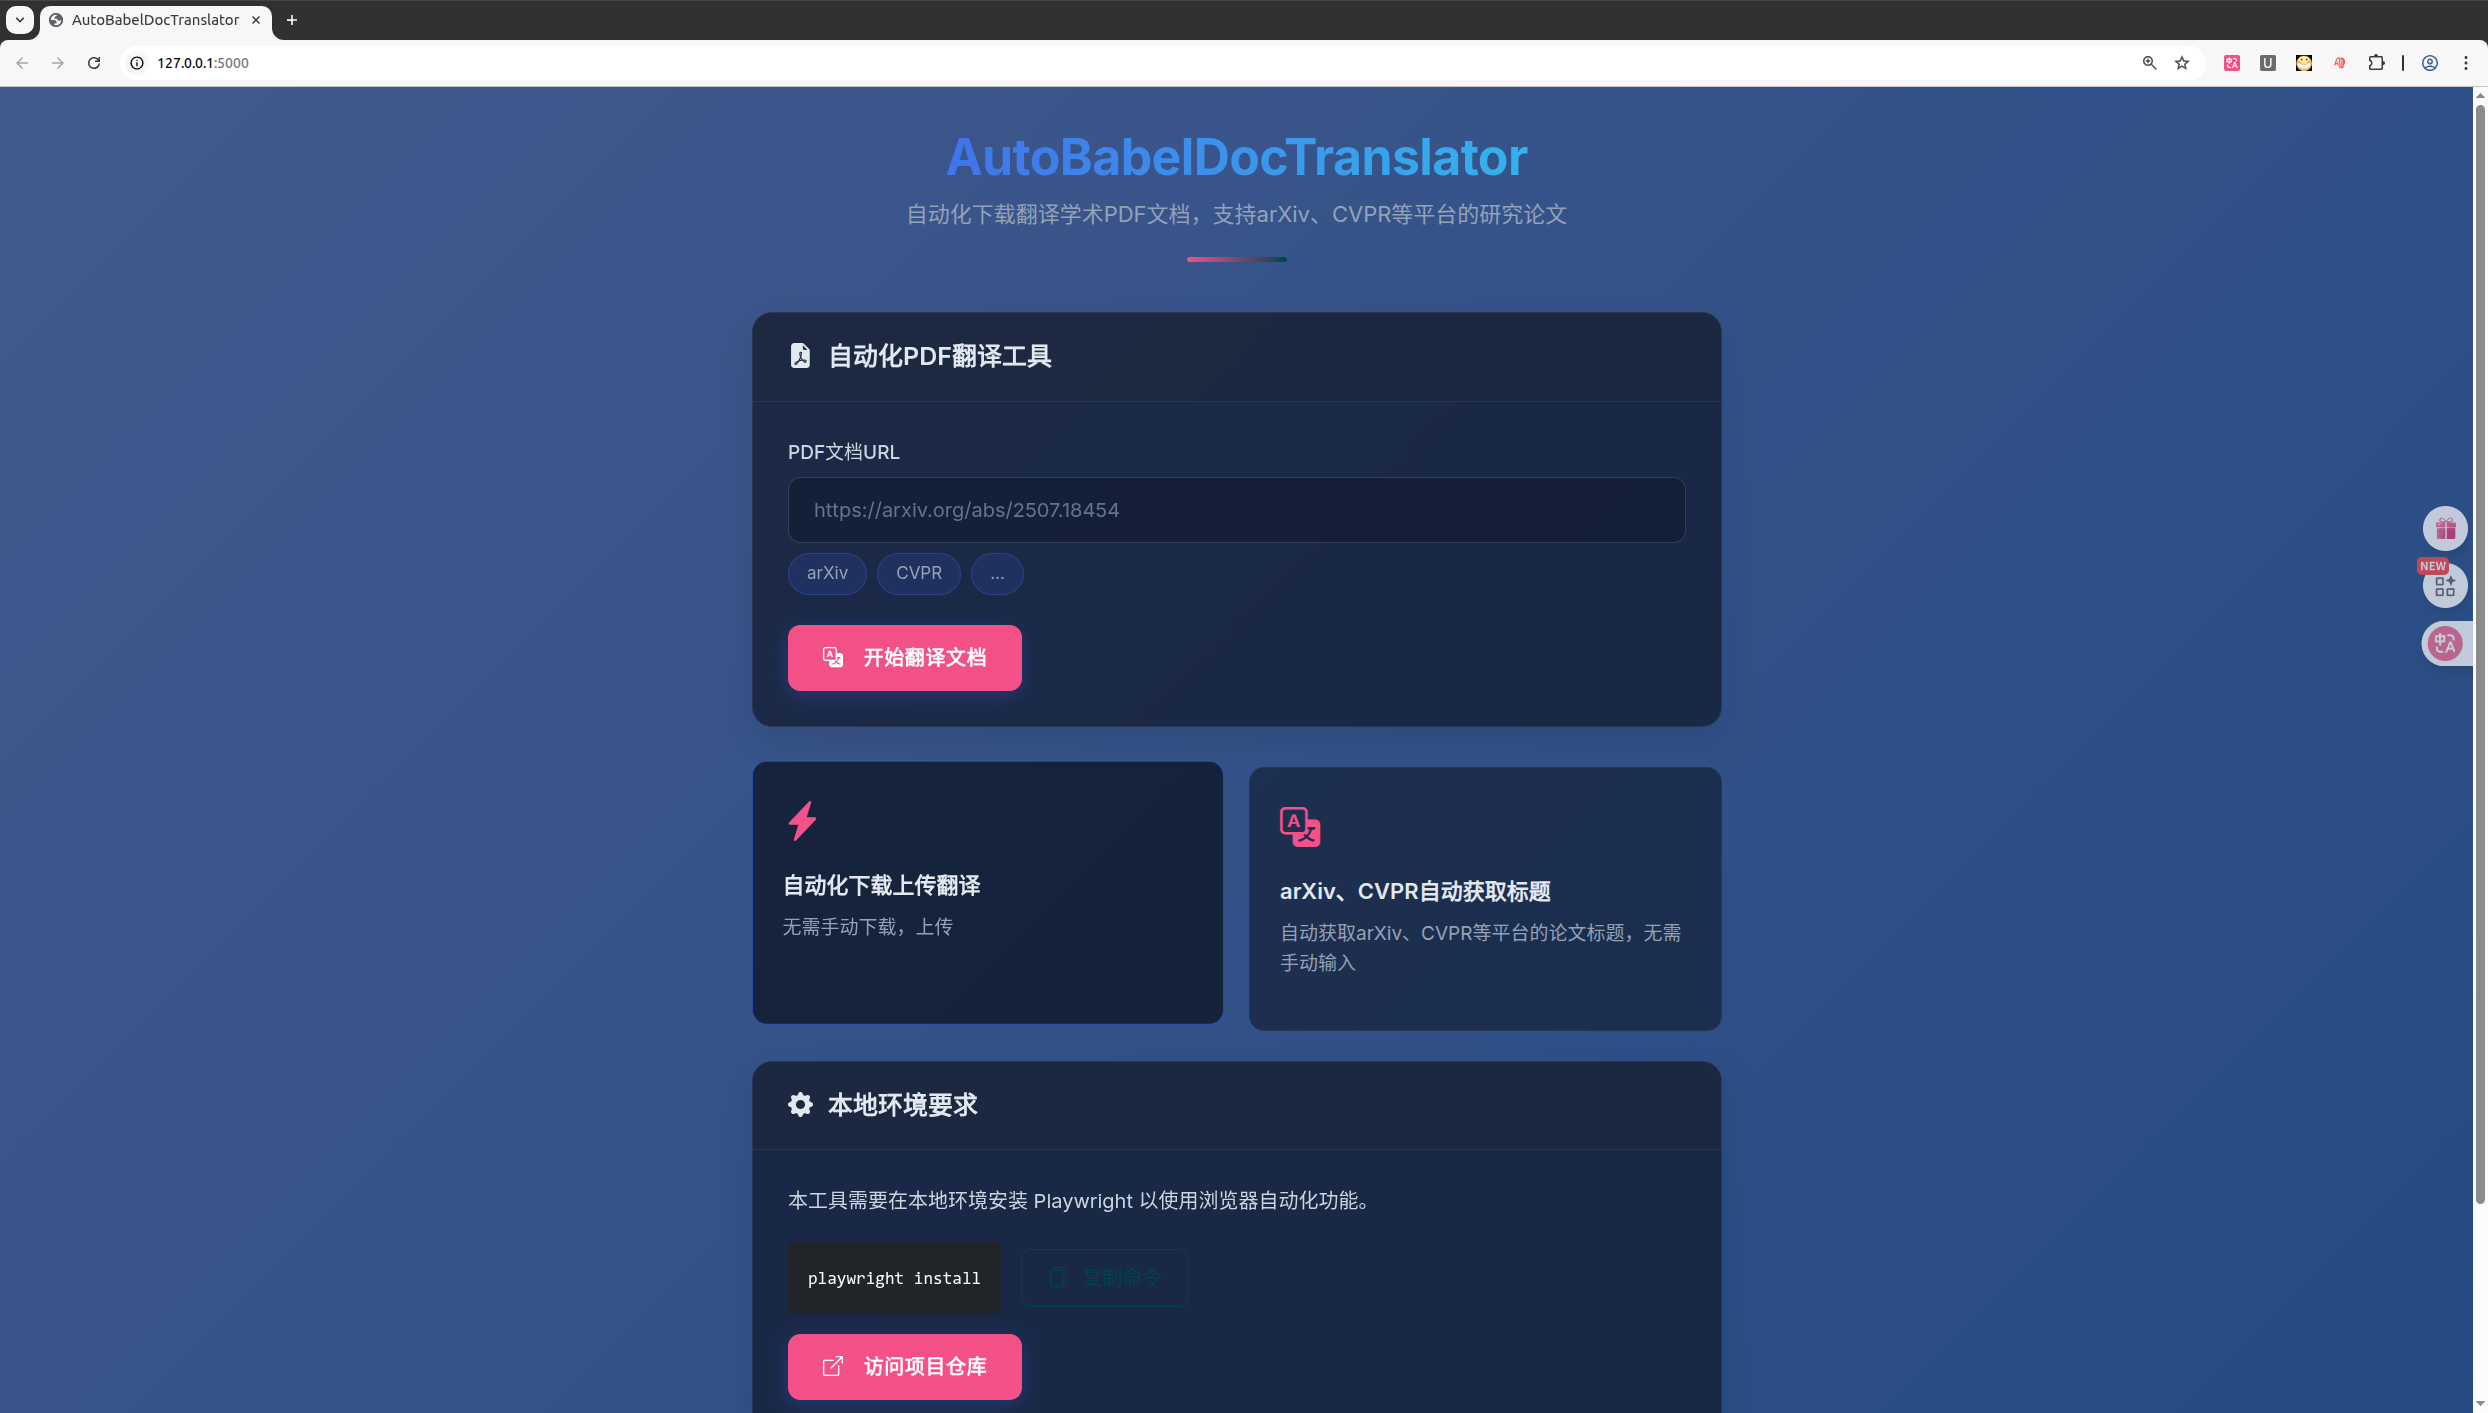 AutoBabelDocTranslator
127.0.0.1:5000
U
AutoBabelDocTranslator
自动化下载翻译学术PDF文档，支持arXiv、CVPR等平台的研究论文
自动化PDF翻译工具
PDF文档URL
https://arxiv.org/abs/2507.18454
arXiv
CVPR
...
开始翻译文档
NEW
自动化下载上传翻译
无需手动下载，上传
arXiv、CVPR自动获取标题
自动获取arXiv、CVPR等平台的论文标题，无需
手动输入
本地环境要求
本工具需要在本地环境安装 Playwright 以使用浏览器自动化功能。
playwright install
复制命令
访问项目仓库